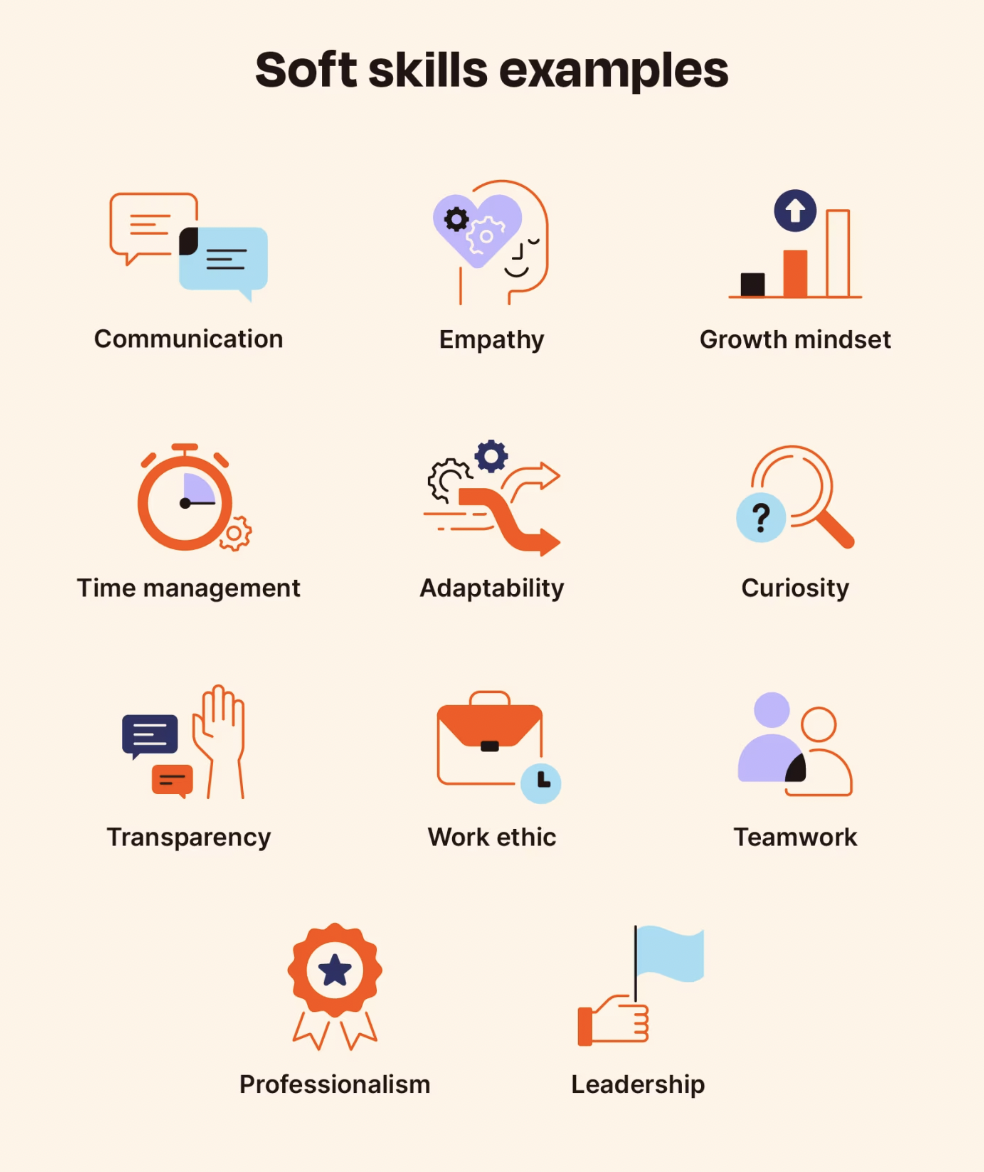 Soft skills examples
Communication
Empathy
Growth mindset
Time management
Adaptability
?
Curiosity
Transparency
Work ethic
Teamwork
Professionalism
Leadership